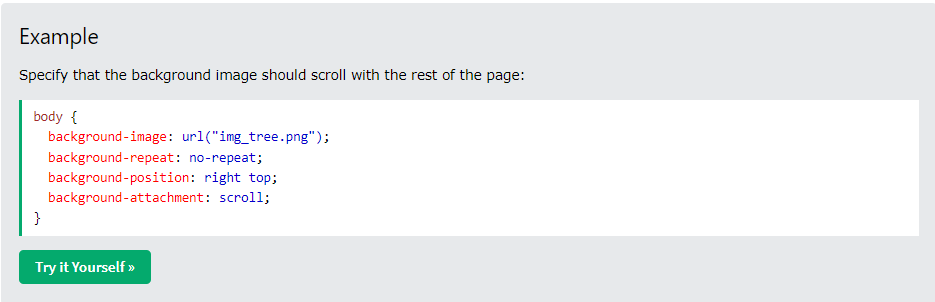 Example
Specify that the background image should scroll with the rest of the page:
body {
  background-image: url("img_tree.png");
  background-repeat: no-repeat;
  background-position: right top;
  background-attachment: scroll;
}
Try it Yourself »